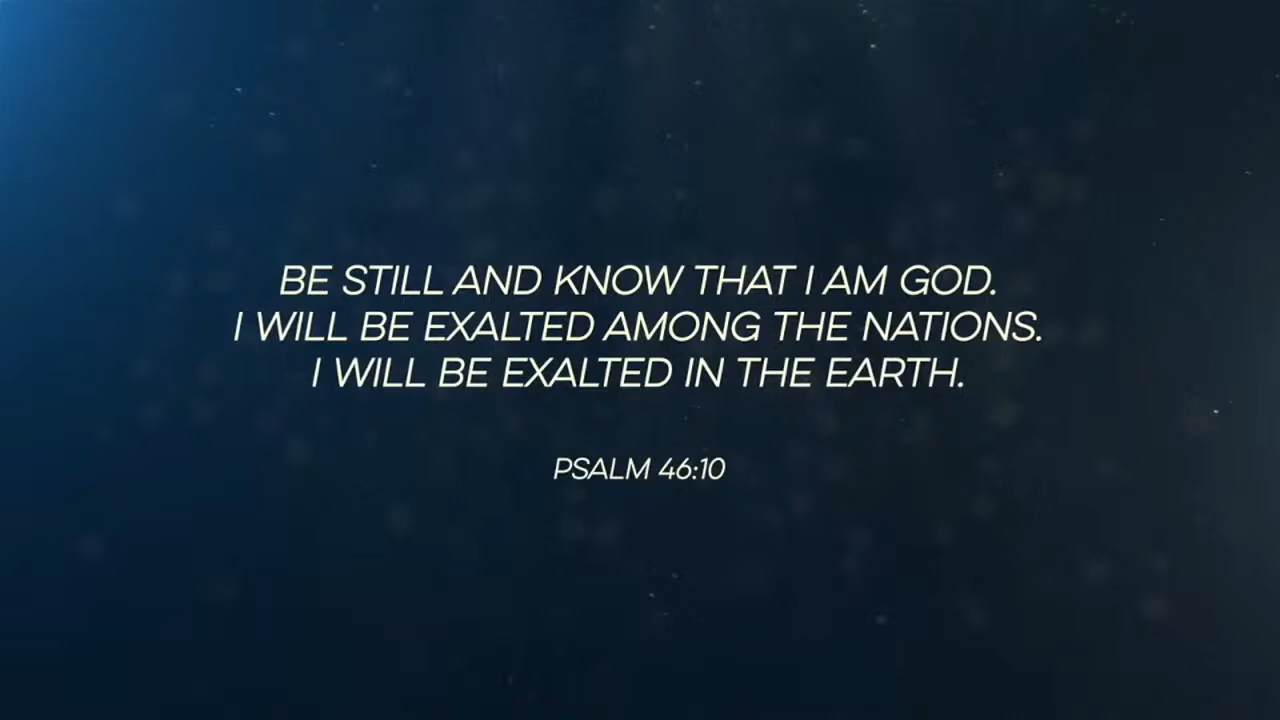 BE STILL AND KNOW THAT I AM GOD.
I WILL BE EXALTED AMONG THE NATIONS.
I WILL BE EXALTED IN THE EARTH.
PSALM 46:10